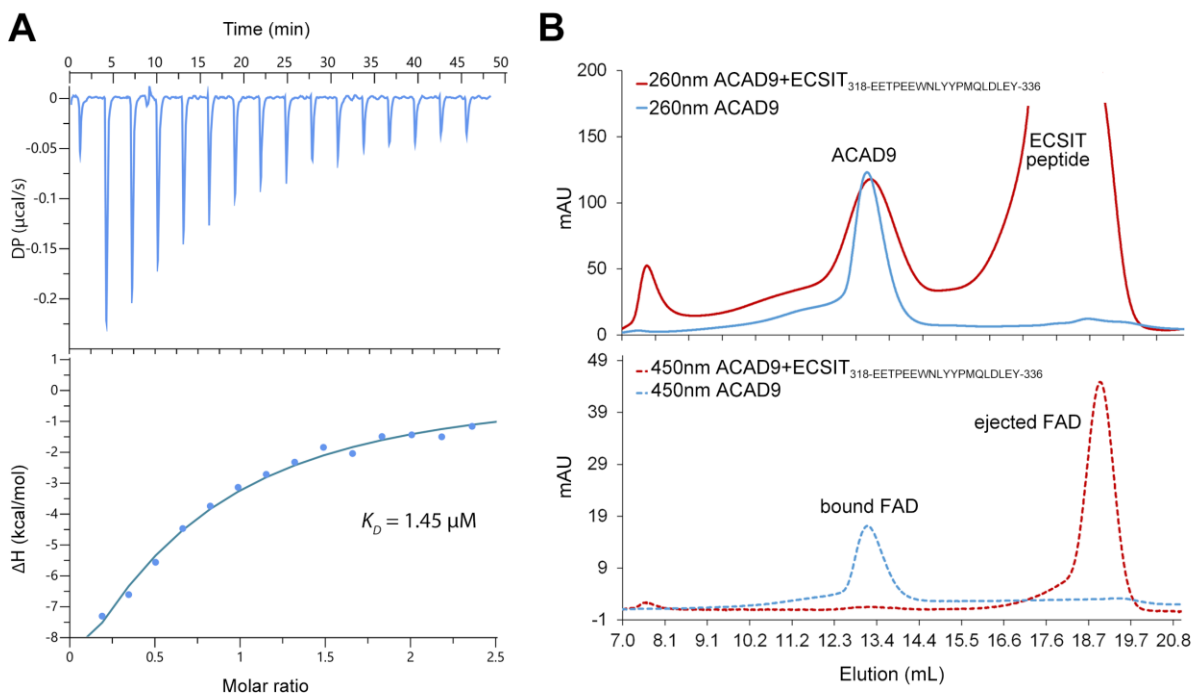 A
Time (min)
0 5 10 15 20 25 30 35 40 45 50
0
-0.05
-0.1
-0.15
-0.2
DP (µcal/s)
1
0
-1
-2
-3
-4
-5
-6
-7
-8
ΔH (kcal/mol)
K_D = 1.45 µM
0 0.5 1 1.5 2 2.5
Molar ratio
B
200
150
100
50
0
mAU
260nm ACAD9+ECSIT318-EETPEEWNLYYPMQLDLEY-336
260nm ACAD9
ACAD9
ECSIT
peptide
49
39
29
19
9
-1
mAU
450nm ACAD9+ECSIT318-EETPEEWNLYYPMQLDLEY-336
450nm ACAD9
ejected FAD
bound FAD
7.0 8.1 9.1 10.2 11.2 12.3 13.4 14.4 15.5 16.6 17.6 18.7 19.7 20.8
Elution (mL)